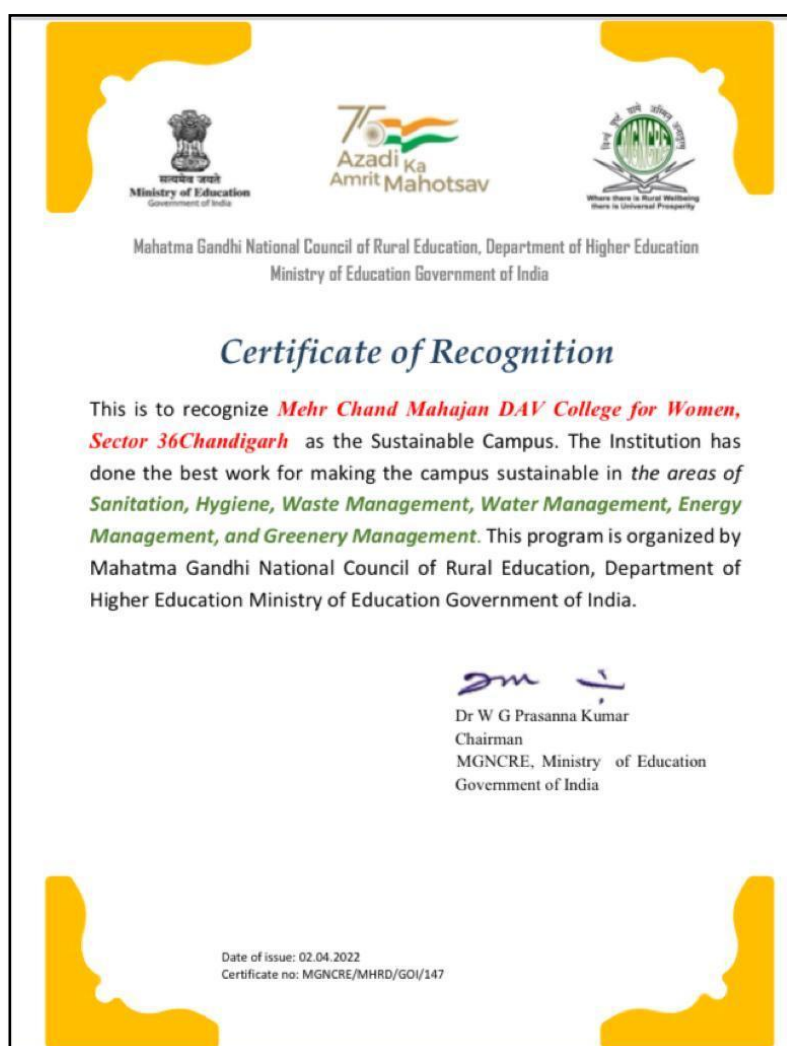 सत्यमेव जयते
Ministry of Education
Government of India
75
Azadi Ka
Amrit Mahotsav
MGNCRE
Where there is Rural Wellbeing
there is Universal Prosperity
Mahatma Gandhi National Council of Rural Education, Department of Higher Education
Ministry of Education Government of India
Certificate of Recognition
This is to recognize Mehr Chand Mahajan DAV College for Women,
Sector 36Chandigarh as the Sustainable Campus. The Institution has
done the best work for making the campus sustainable in the areas of
Sanitation, Hygiene, Waste Management, Water Management, Energy
Management, and Greenery Management. This program is organized by
Mahatma Gandhi National Council of Rural Education, Department of
Higher Education Ministry of Education Government of India.
Dr W G Prasanna Kumar
Chairman
MGNCRE, Ministry of Education
Government of India
Date of issue: 02.04.2022
Certificate no: MGNCRE/MHRD/GOI/147